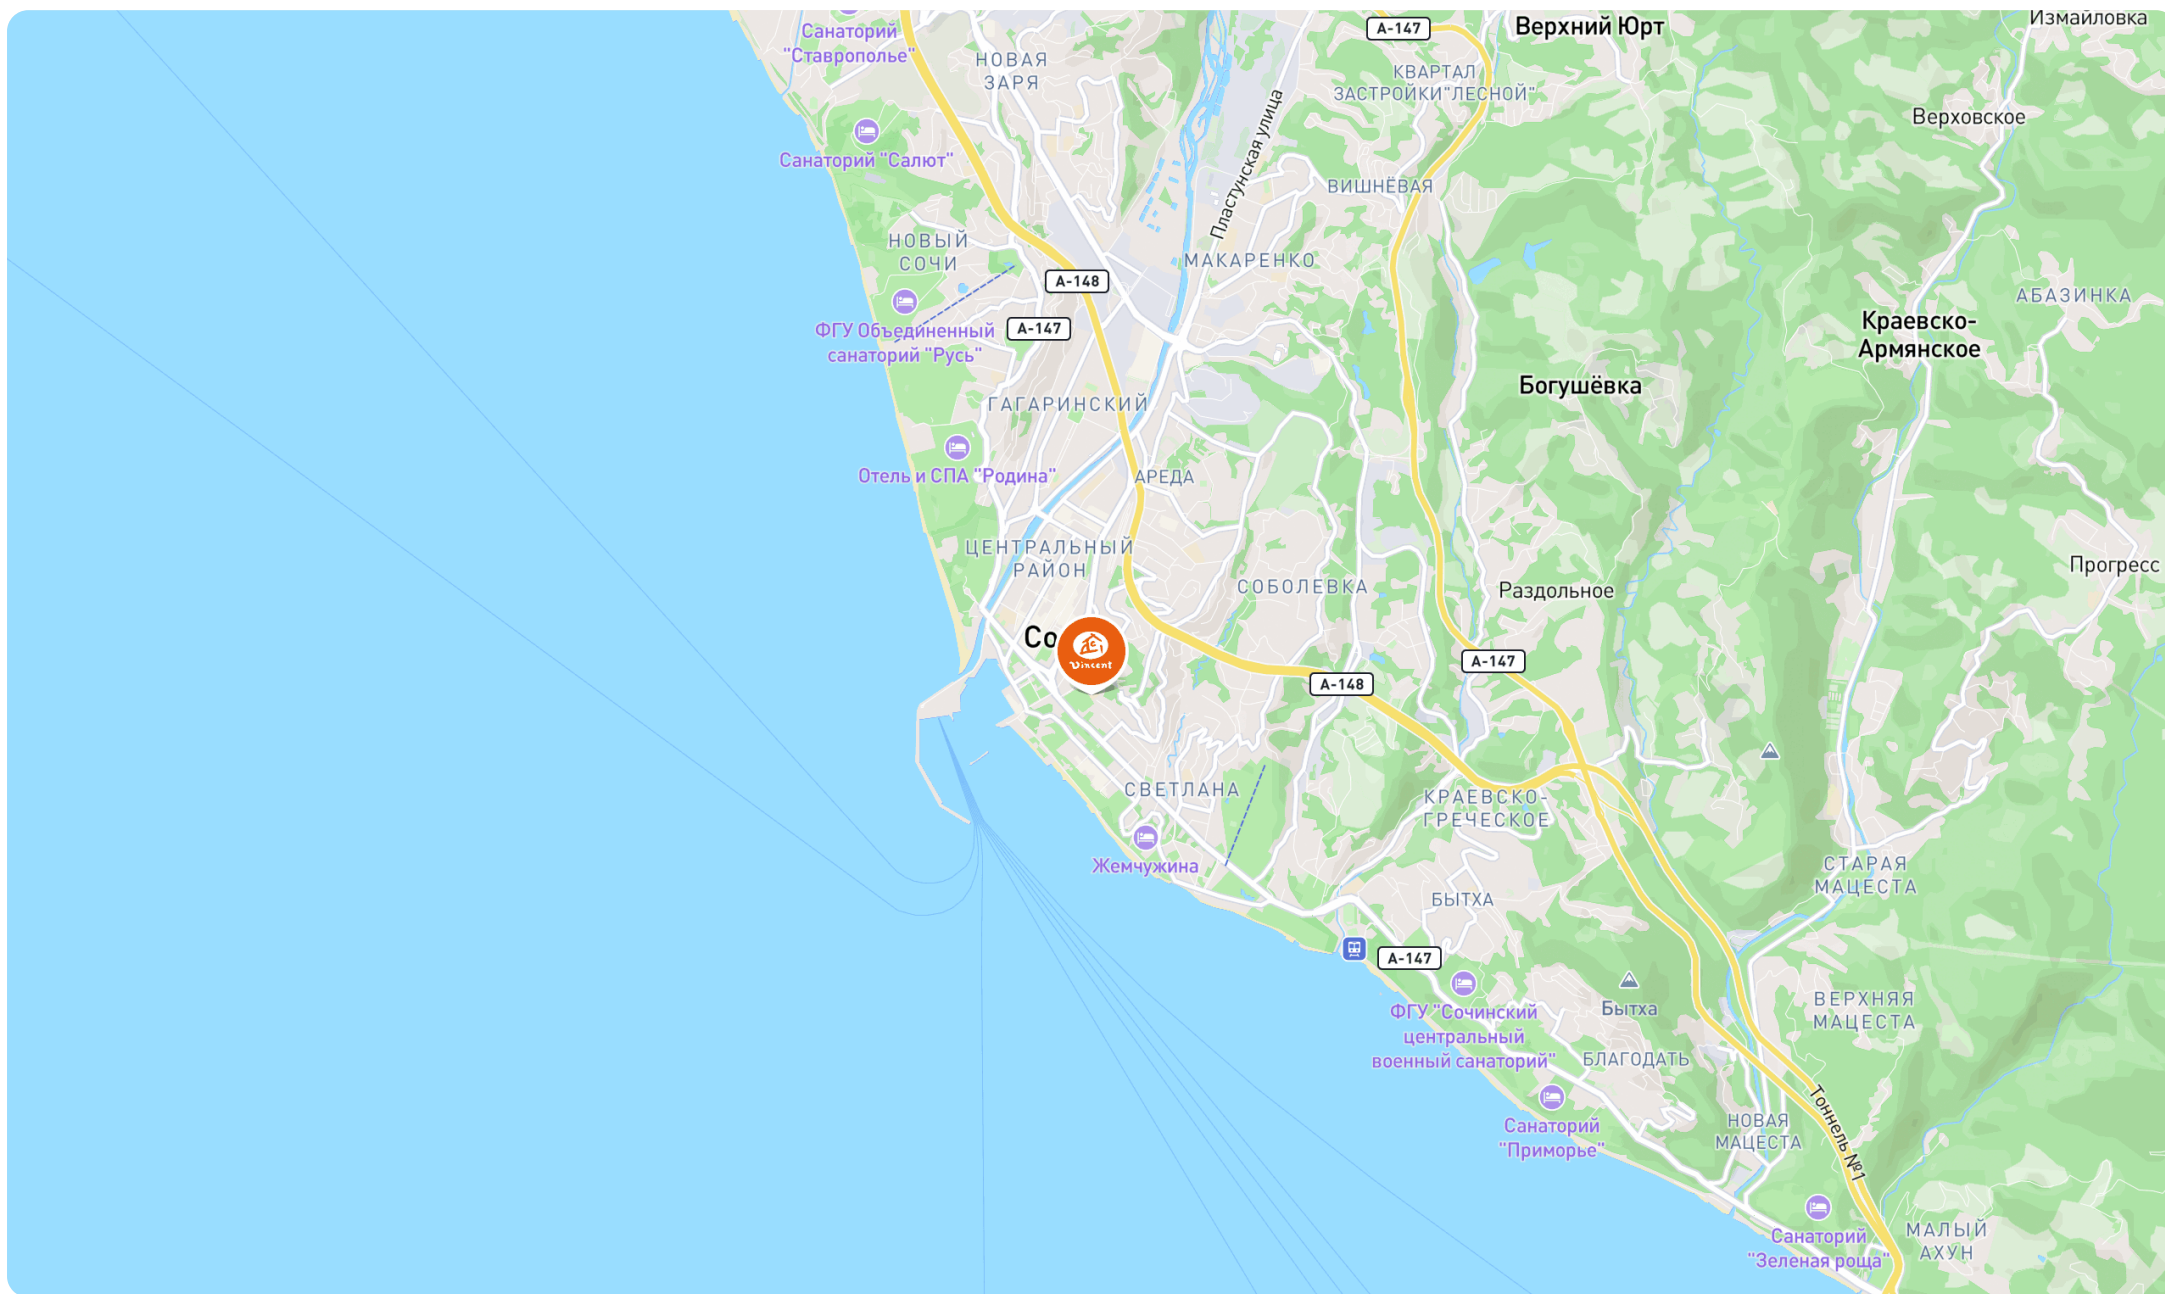 Измайловка
Санаторий
"Ставрополье"
А-147
Верхний Юрт
НОВАЯ
ЗАРЯ
КВАРТАЛ
ЗАСТРОЙКИ"ЛЕСНОЙ"
Верховское
Пластунская улица
Санаторий "Салют"
ВИШНЁВАЯ
НОВЫЙ
СОЧИ
МАКАРЕНКО
А-148
АБАЗИНКА
ФГУ Объединенный
санаторий "Русь"
А-147
Краевско-
Армянское
Богушёвка
ГАГАРИНСКИЙ
Отель и СПА "Родина"
АРЕДА
ЦЕНТРАЛЬНЫЙ
РАЙОН
Прогресс
СОБОЛЕВКА
Раздольное
Со
Vincent
А-147
А-148
СВЕТЛАНА
КРАЕВСКО-
ГРЕЧЕСКОЕ
Жемчужина
СТАРАЯ
МАЦЕСТА
БЫТХА
А-147
ФГУ "Сочинский
центральный
военный санаторий"
Бытха
ВЕРХНЯЯ
МАЦЕСТА
БЛАГОДАТЬ
Санаторий
"Приморье"
НОВАЯ
МАЦЕСТА
Тоннель №1
Санаторий
"Зеленая роща"
МАЛЫЙ
АХУН